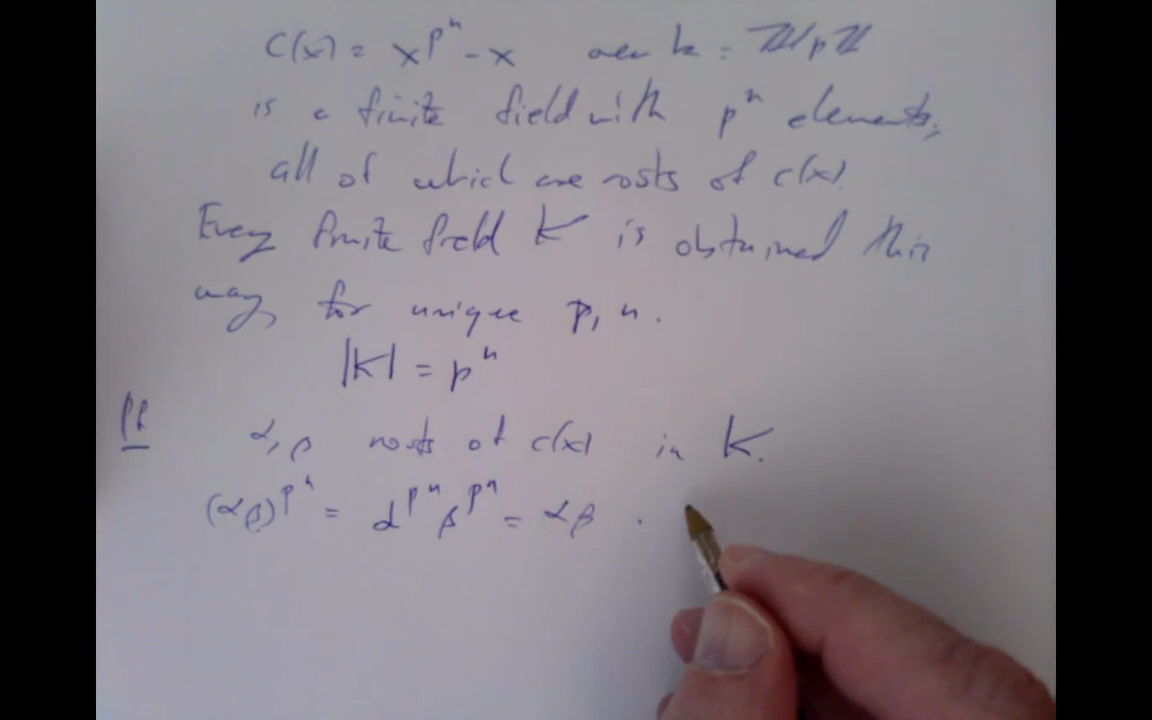 C(x) = x^{p^n} - x over k = ℤ/pℤ
is a finite field with p^n elements,
all of which are roots of c(x).
Every finite field K is obtained this
way, for unique p, n.
|K| = p^n
Pf α, β roots of c(x) in K.
(αβ)^{p^n} = α^{p^n} β^{p^n} = αβ .